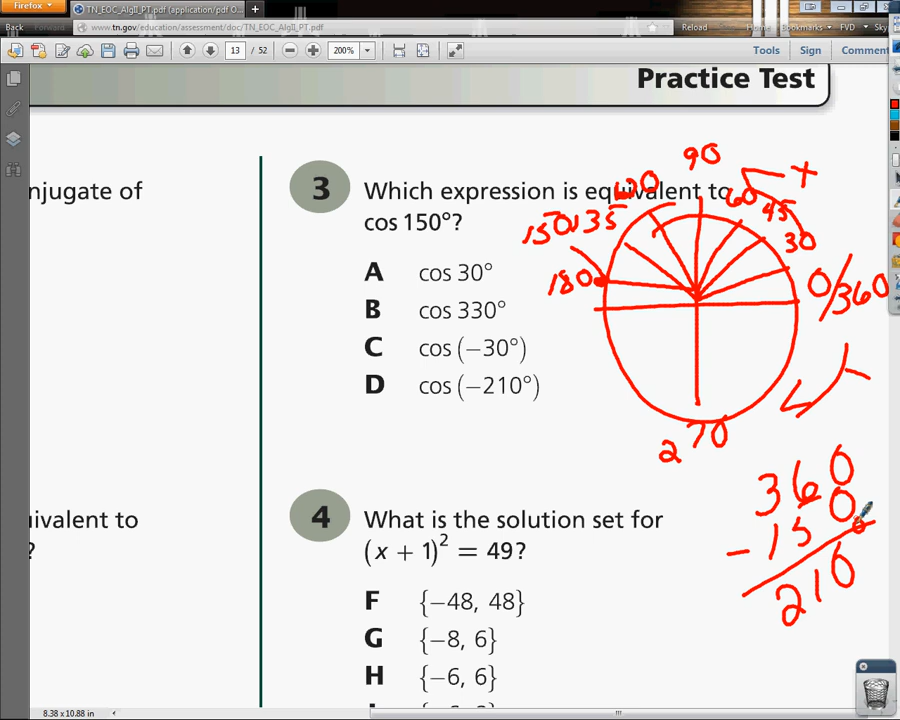 Firefox
TN_EOC_AlgII_PT.pdf (application/pdf O...
Back
Forward
www.tn.gov/education/assessment/doc/TN_EOC_AlgII_PT.pdf
Reload
Home
Bookmarks
FVD
Sky
13 / 52
200%
Tools
Sign
Comment
Practice Test
njugate of
uivalent to
?
3 Which expression is equivalent to
cos 150°?
A cos 30°
B cos 330°
C cos (−30°)
D cos (−210°)
4 What is the solution set for
(x + 1)² = 49?
F {−48, 48}
G {−8, 6}
H {−6, 6}
90
120
60
+
135
45
150
30
180
0/360
270
−
360
0
− 150
210
8.38 x 10.88 in